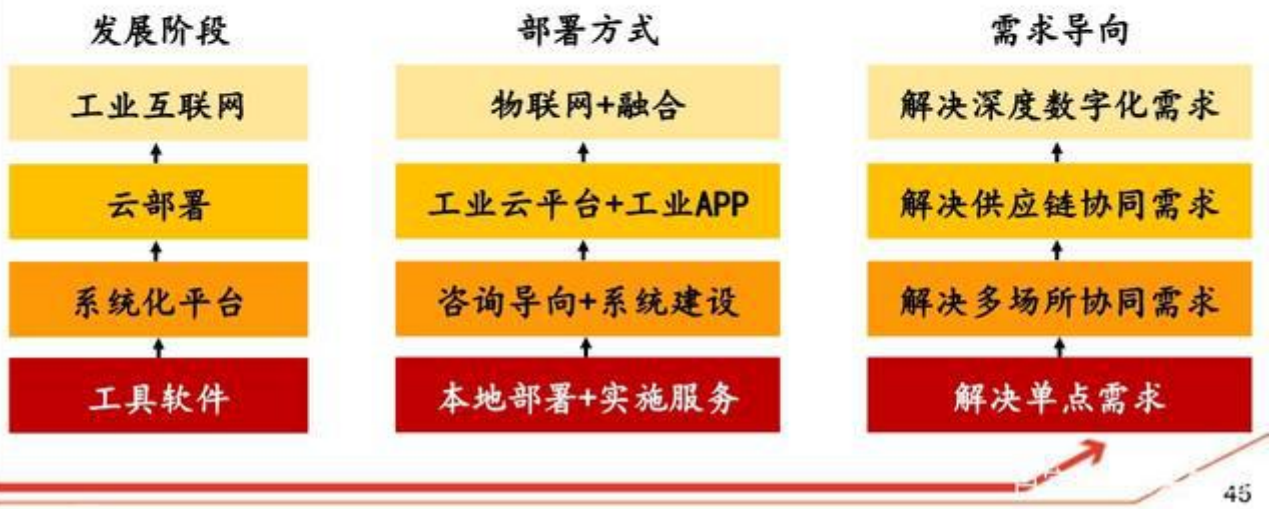 发展阶段
部署方式
需求导向
工业互联网
物联网+融合
解决深度数字化需求
云部署
工业云平台+工业APP
解决供应链协同需求
系统化平台
咨询导向+系统建设
解决多场所协同需求
工具软件
本地部署+实施服务
解决单点需求
45